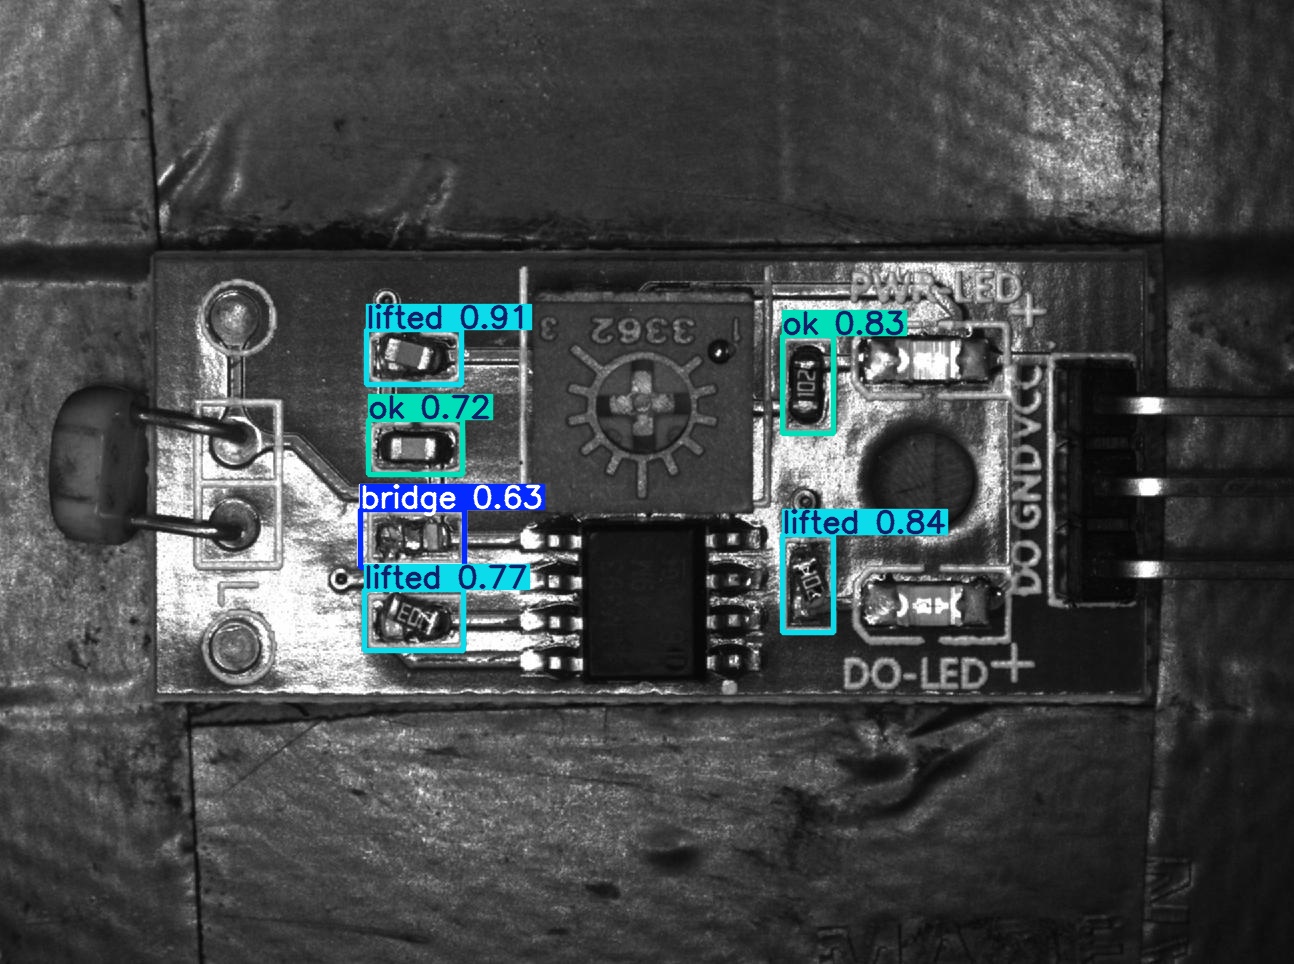 lifted 0.91
ok 0.72
bridge 0.63
lifted 0.77
3362
3
1
ok 0.83
102
lifted 0.84
PWR-LED
+
VCC
GND
DO
DO-LED
+